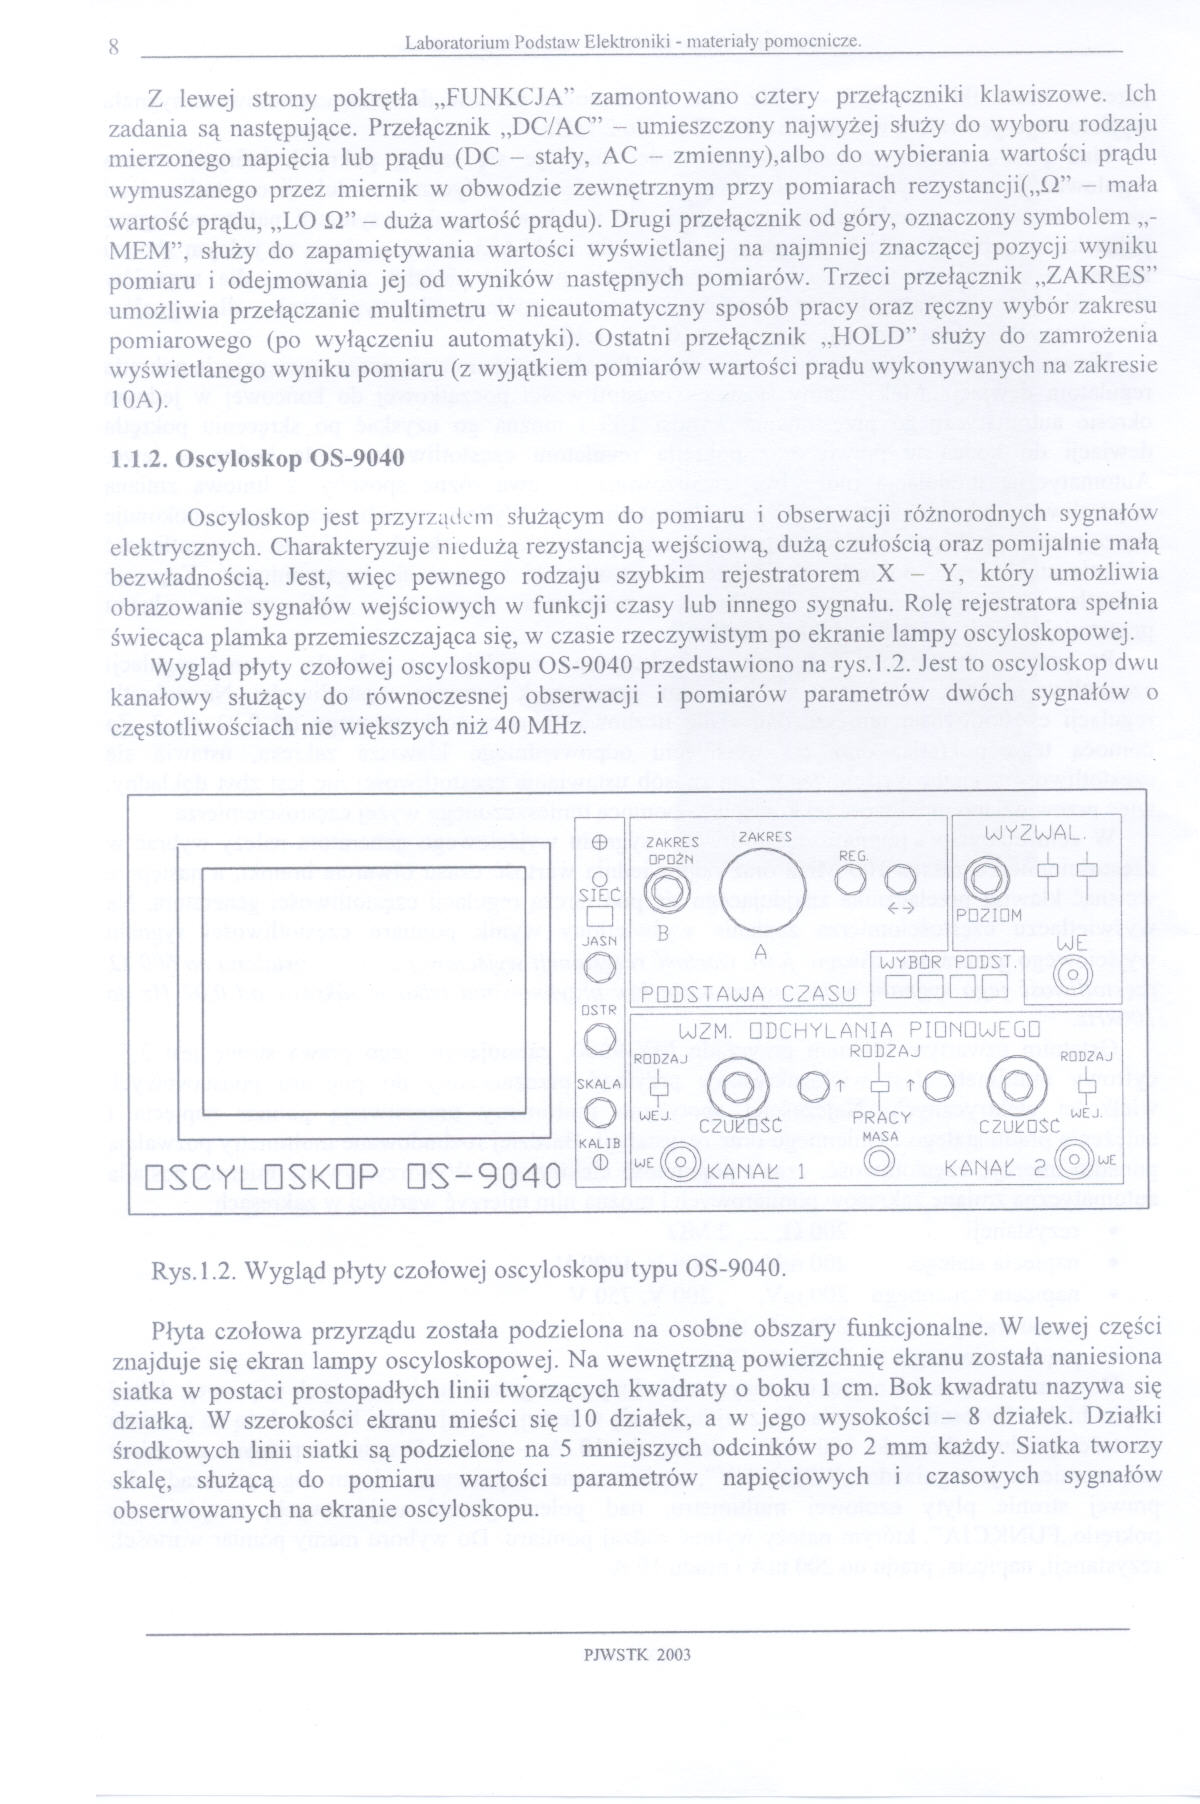 8
Laboratorium Podstaw Elektroniki - materiały pomocnicze.
Z lewej strony pokrętła „FUNKCJA” zamontowano cztery przełączniki klawiszowe. Ich
zadania są następujące. Przełącznik „DC/AC” – umieszczony najwyżej służy do wyboru rodzaju
mierzonego napięcia lub prądu (DC – stały, AC – zmienny),albo do wybierania wartości prądu
wymuszanego przez miernik w obwodzie zewnętrznym przy pomiarach rezystancji(„Ω” – mała
wartość prądu, „LO Ω” – duża wartość prądu). Drugi przełącznik od góry, oznaczony symbolem „-
MEM”, służy do zapamiętywania wartości wyświetlanej na najmniej znaczącej pozycji wyniku
pomiaru i odejmowania jej od wyników następnych pomiarów. Trzeci przełącznik „ZAKRES”
umożliwia przełączanie multimetru w nieautomatyczny sposób pracy oraz ręczny wybór zakresu
pomiarowego (po wyłączeniu automatyki). Ostatni przełącznik „HOLD” służy do zamrożenia
wyświetlanego wyniku pomiaru (z wyjątkiem pomiarów wartości prądu wykonywanych na zakresie
10A).
1.1.2. Oscyloskop OS-9040
Oscyloskop jest przyrządem służącym do pomiaru i obserwacji różnorodnych sygnałów
elektrycznych. Charakteryzuje niedużą rezystancją wejściową, dużą czułością oraz pomijalnie małą
bezwładnością. Jest, więc pewnego rodzaju szybkim rejestratorem X – Y, który umożliwia
obrazowanie sygnałów wejściowych w funkcji czasy lub innego sygnału. Rolę rejestratora spełnia
świecąca plamka przemieszczająca się, w czasie rzeczywistym po ekranie lampy oscyloskopowej.
Wygląd płyty czołowej oscyloskopu OS-9040 przedstawiono na rys.1.2. Jest to oscyloskop dwu
kanałowy służący do równoczesnej obserwacji i pomiarów parametrów dwóch sygnałów o
częstotliwościach nie większych niż 40 MHz.
ZAKRES
OPÓŹN
ZAKRES
REG.
WYZWAL.
SIEĆ
JASN
B
A
<->
POZIOM
WE
WYBÓR PODST.
PODSTAWA CZASU
OSTR
WZM. ODCHYLANIA PIONOWEGO
RODZAJ
RODZAJ
RODZAJ
SKALA
↑
↑
WEJ.
CZUŁOŚĆ
PRACY
CZUŁOŚĆ
WEJ.
KALIB
MASA
OSCYLOSKOP OS-9040
WE
KANAŁ 1
KANAŁ 2
WE
Rys.1.2. Wygląd płyty czołowej oscyloskopu typu OS-9040.
Płyta czołowa przyrządu została podzielona na osobne obszary funkcjonalne. W lewej części
znajduje się ekran lampy oscyloskopowej. Na wewnętrzną powierzchnię ekranu została naniesiona
siatka w postaci prostopadłych linii tworzących kwadraty o boku 1 cm. Bok kwadratu nazywa się
działką. W szerokości ekranu mieści się 10 działek, a w jego wysokości – 8 działek. Działki
środkowych linii siatki są podzielone na 5 mniejszych odcinków po 2 mm każdy. Siatka tworzy
skalę, służącą do pomiaru wartości parametrów napięciowych i czasowych sygnałów
obserwowanych na ekranie oscyloskopu.
PJWSTK 2003